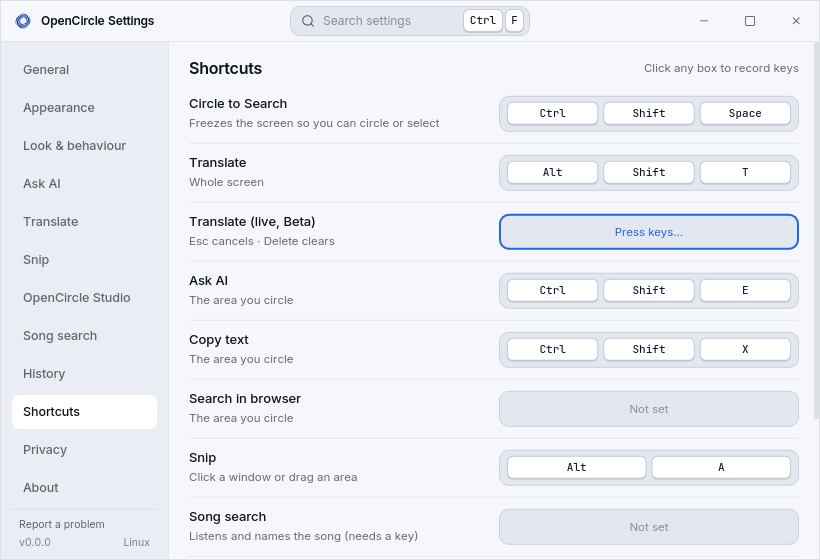 OpenCircle Settings
Search settings
Ctrl F
General
Appearance
Look & behaviour
Ask AI
Translate
Snip
OpenCircle Studio
Song search
History
Shortcuts
Privacy
About
Report a problem
v0.0.0 Linux
Shortcuts
Click any box to record keys
Circle to Search
Freezes the screen so you can circle or select
Ctrl Shift Space
Translate
Whole screen
Alt Shift T
Translate (live, Beta)
Esc cancels · Delete clears
Press keys...
Ask AI
The area you circle
Ctrl Shift E
Copy text
The area you circle
Ctrl Shift X
Search in browser
The area you circle
Not set
Snip
Click a window or drag an area
Alt A
Song search
Listens and names the song (needs a key)
Not set